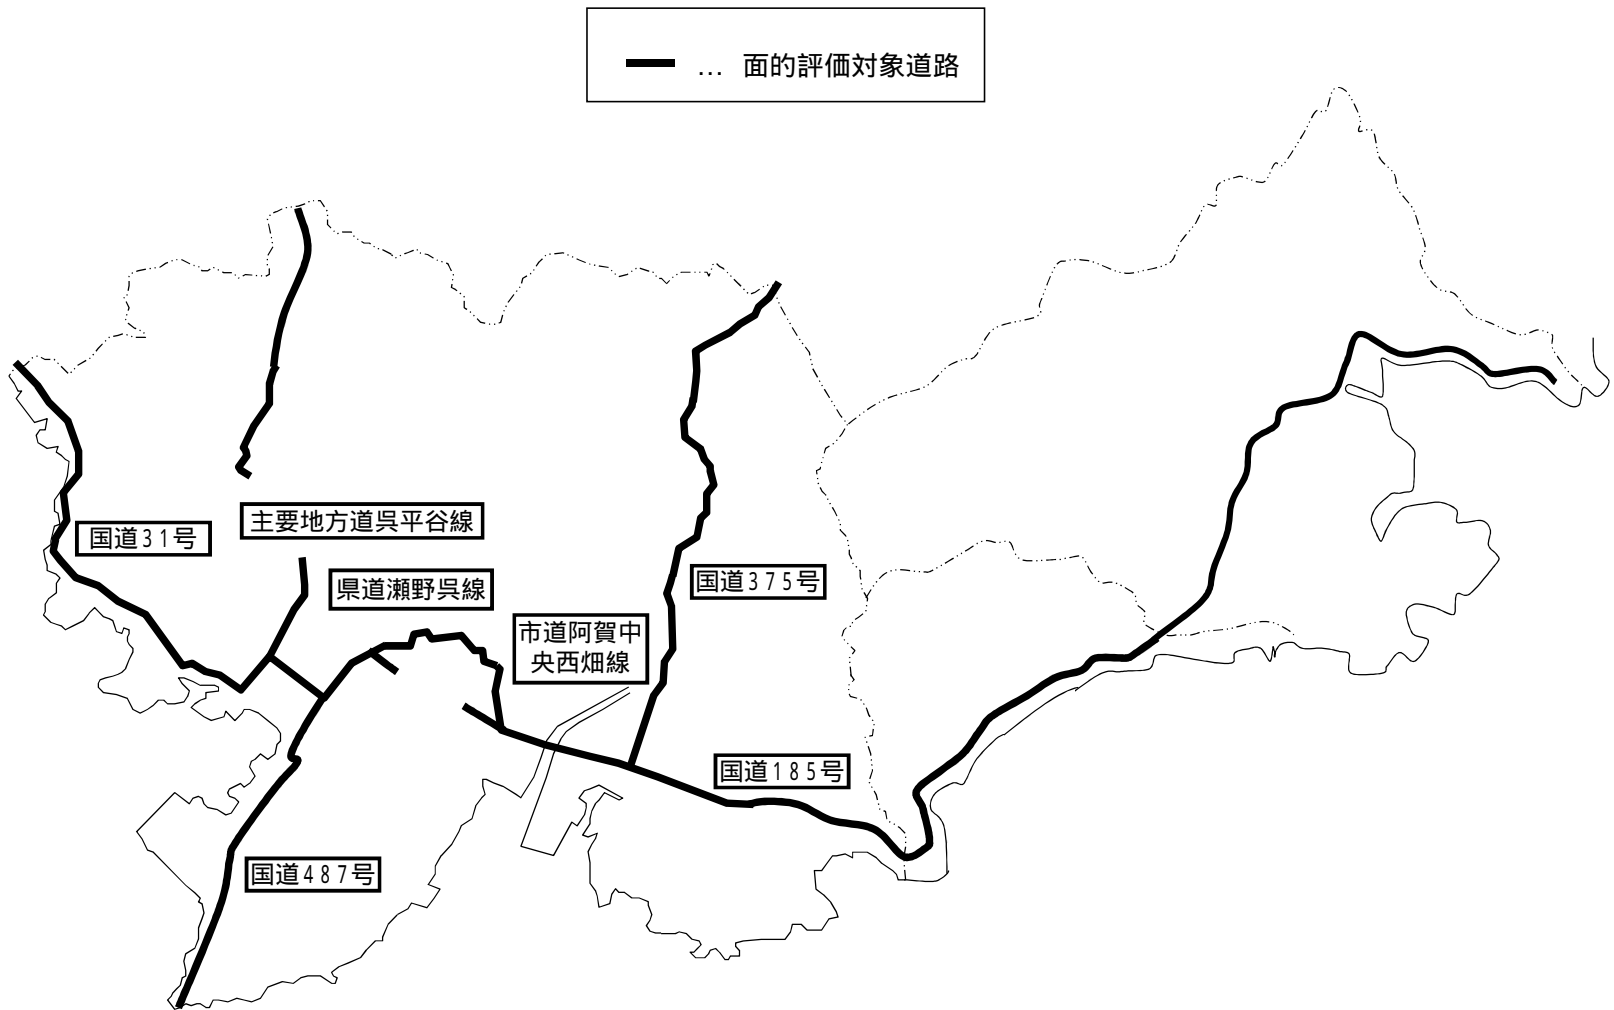 … 面的評価対象道路
主要地方道呉平谷線
国道31号
県道瀬野呉線
国道375号
市道阿賀中
央西畑線
国道185号
国道487号